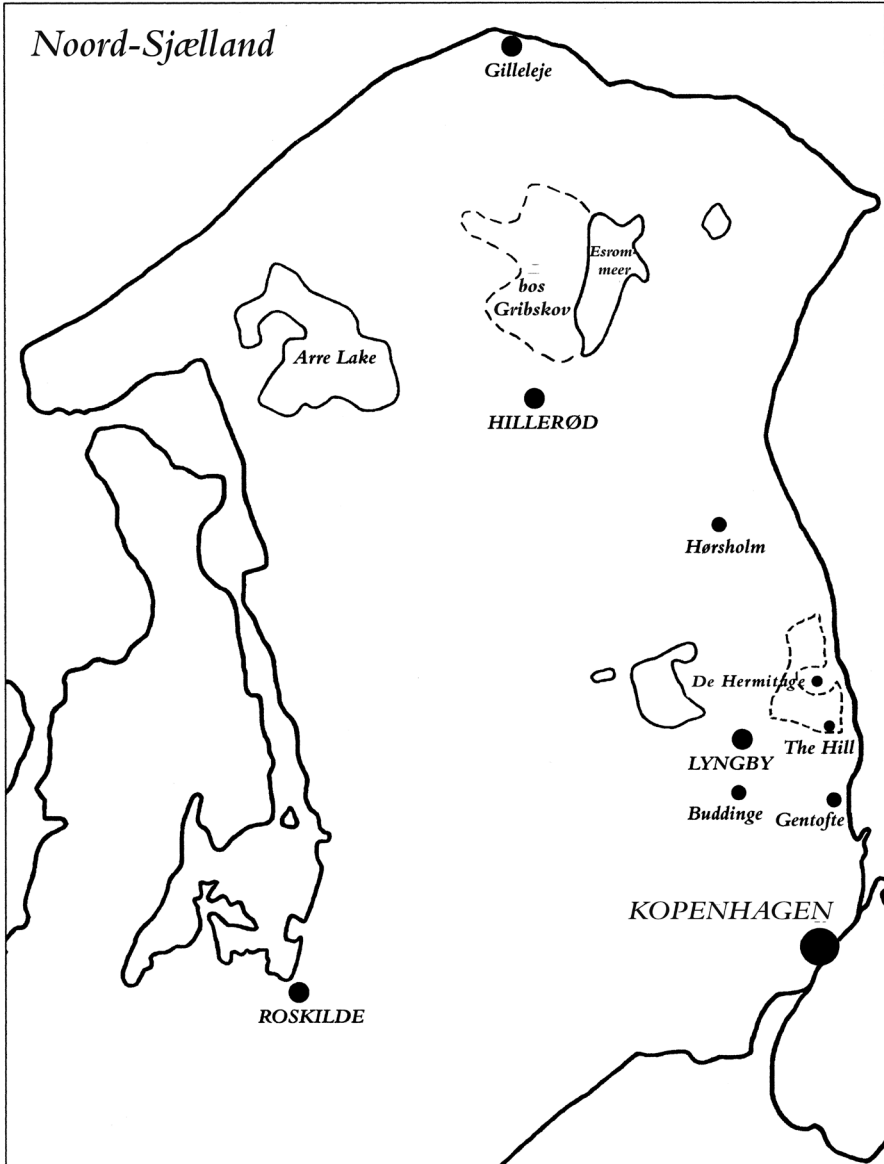 Noord-Sjælland
Gilleleje
Esrom-
meer
bos
Gribskov
Arre Lake
HILLERØD
Hørsholm
De Hermitage
The Hill
LYNGBY
Buddinge
Gentofte
KOPENHAGEN
ROSKILDE